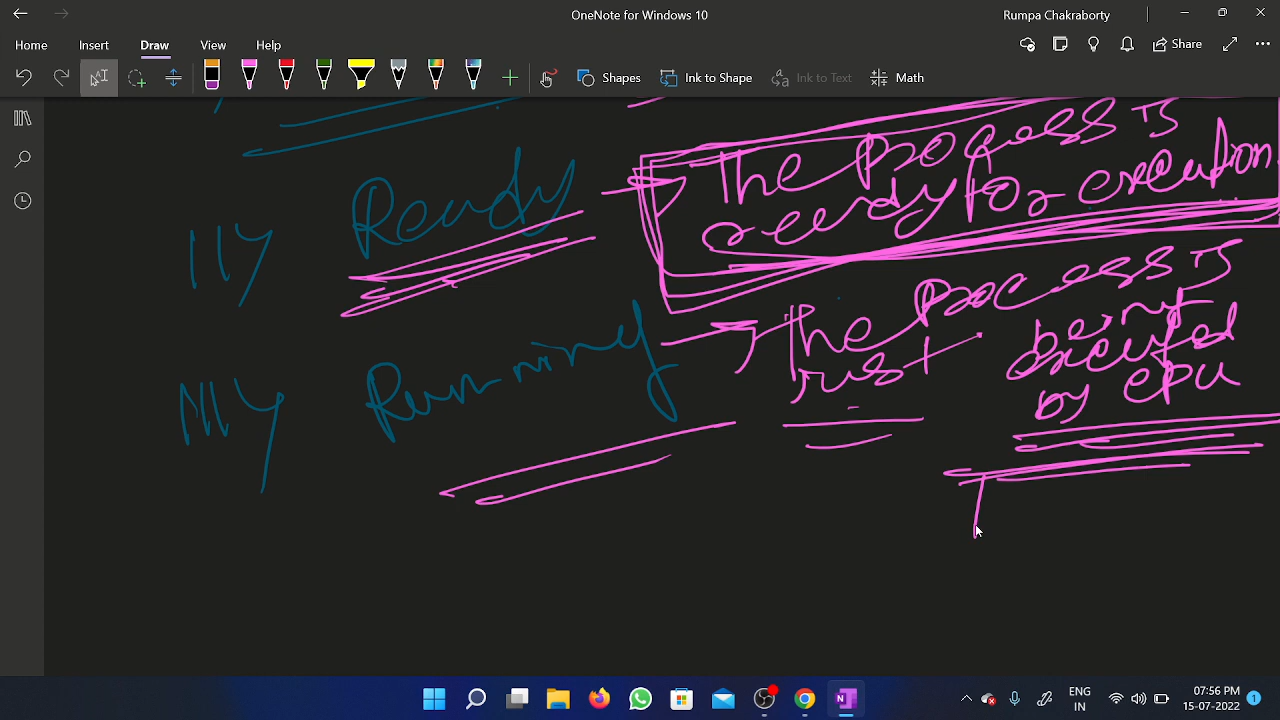 OneNote for Windows 10
Rumpa Chakraborty
Home Insert Draw View Help
Share
Shapes Ink to Shape Ink to Text Math
II) Ready
The process is
ready for execution
III) Running
The process is
just being
executed
by CPU
ENG
IN
07:56 PM
15-07-2022
1